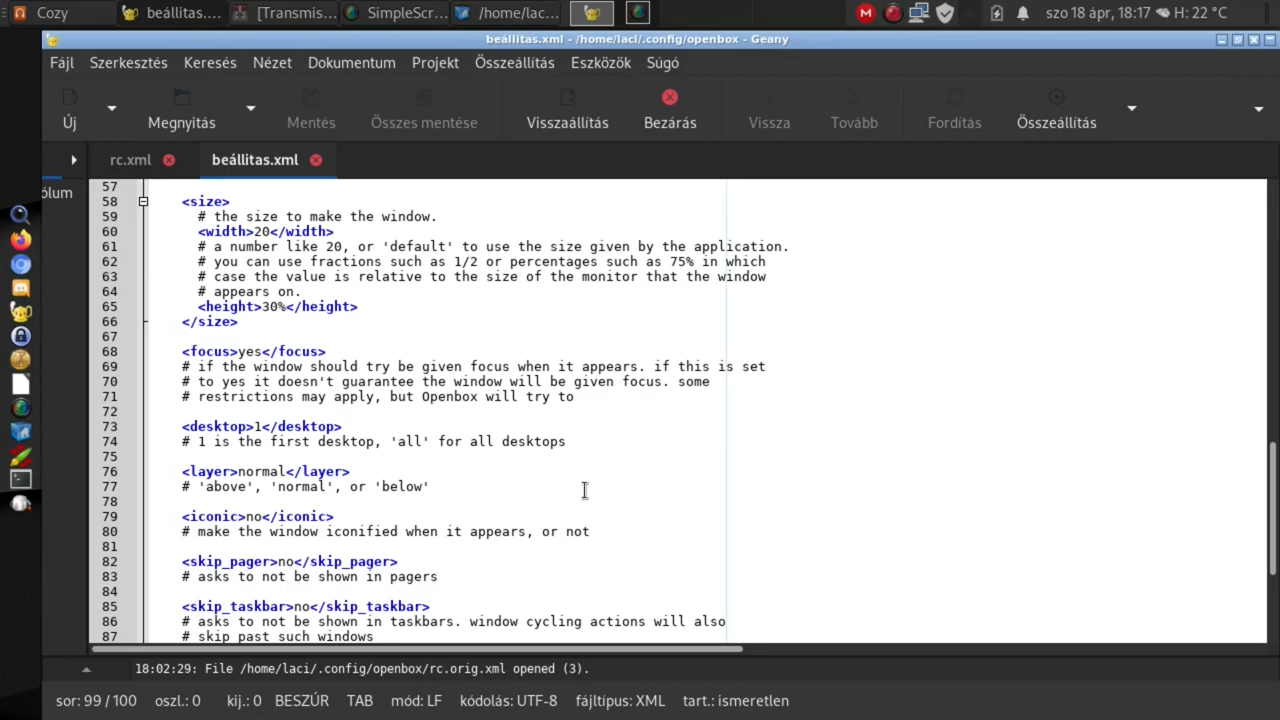 Cozy
beállítas....
[Transmis...
SimpleScr...
/home/lac...
szo 18 ápr, 18:17
H: 22 °C
beállitas.xml - /home/laci/.config/openbox - Geany
Fájl Szerkesztés Keresés Nézet Dokumentum Projekt Összeállítás Eszközök Súgó
Új Megnyitás Mentés Összes mentése Visszaállítás Bezárás Vissza Tovább Fordítás Összeállítás
rc.xml beállitas.xml
ólum
57
58 <size>
59 # the size to make the window.
60 <width>20</width>
61 # a number like 20, or 'default' to use the size given by the application.
62 # you can use fractions such as 1/2 or percentages such as 75% in which
63 # case the value is relative to the size of the monitor that the window
64 # appears on.
65 <height>30%</height>
66 </size>
67
68 <focus>yes</focus>
69 # if the window should try be given focus when it appears. if this is set
70 # to yes it doesn't guarantee the window will be given focus. some
71 # restrictions may apply, but Openbox will try to
72
73 <desktop>1</desktop>
74 # 1 is the first desktop, 'all' for all desktops
75
76 <layer>normal</layer>
77 # 'above', 'normal', or 'below'
78
79 <iconic>no</iconic>
80 # make the window iconified when it appears, or not
81
82 <skip_pager>no</skip_pager>
83 # asks to not be shown in pagers
84
85 <skip_taskbar>no</skip_taskbar>
86 # asks to not be shown in taskbars. window cycling actions will also
87 # skip past such windows
18:02:29: File /home/laci/.config/openbox/rc.orig.xml opened (3).
sor: 99 / 100 oszl.: 0 kij.: 0 BESZÚR TAB mód: LF kódolás: UTF-8 fájltípus: XML tart.: ismeretlen